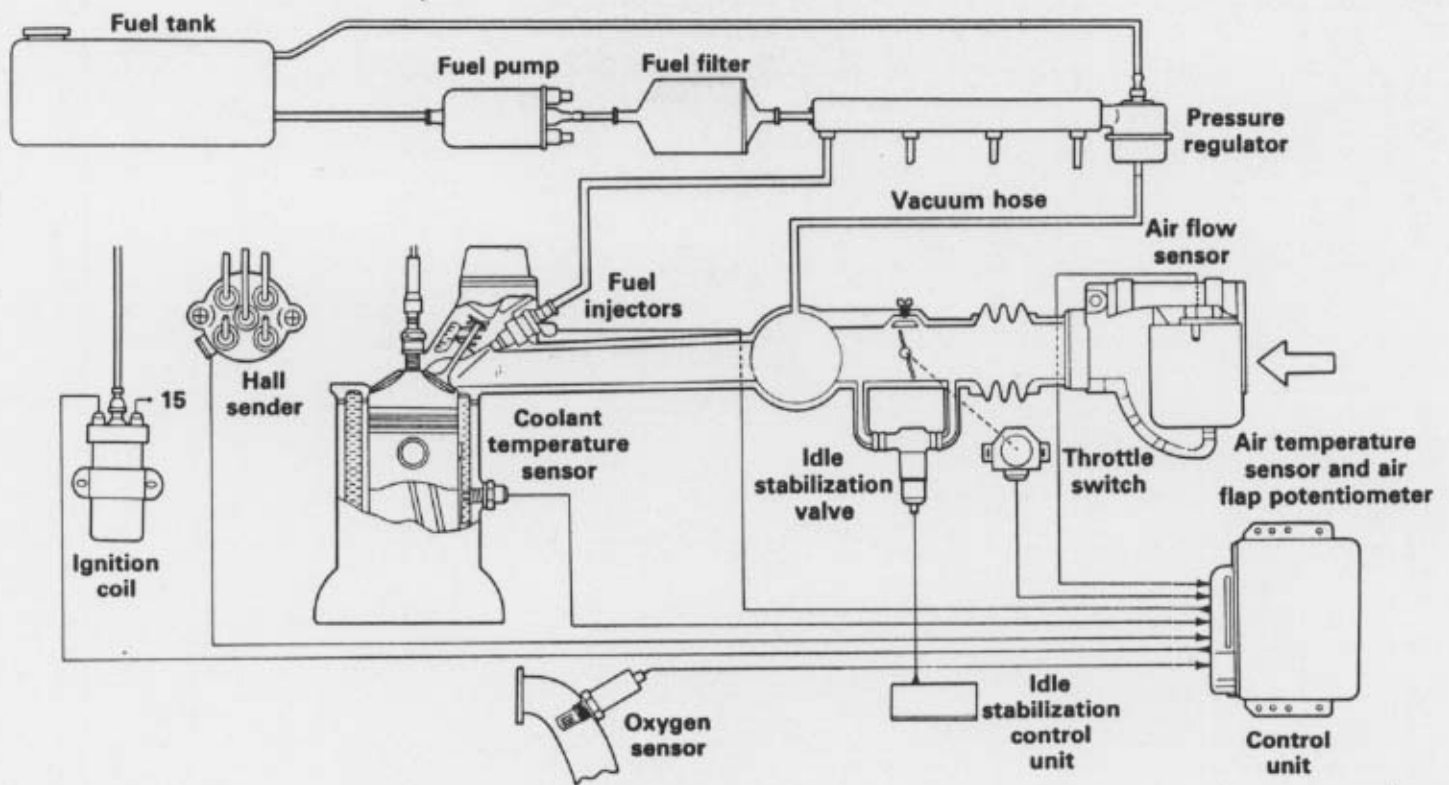 Fuel tank
Fuel pump
Fuel filter
Pressure
regulator
Vacuum hose
Air flow
sensor
Fuel
injectors
Hall
sender
15
Coolant
temperature
sensor
Idle
stabilization
valve
Throttle
switch
Air temperature
sensor and air
flap potentiometer
Ignition
coil
Oxygen
sensor
Idle
stabilization
control
unit
Control
unit